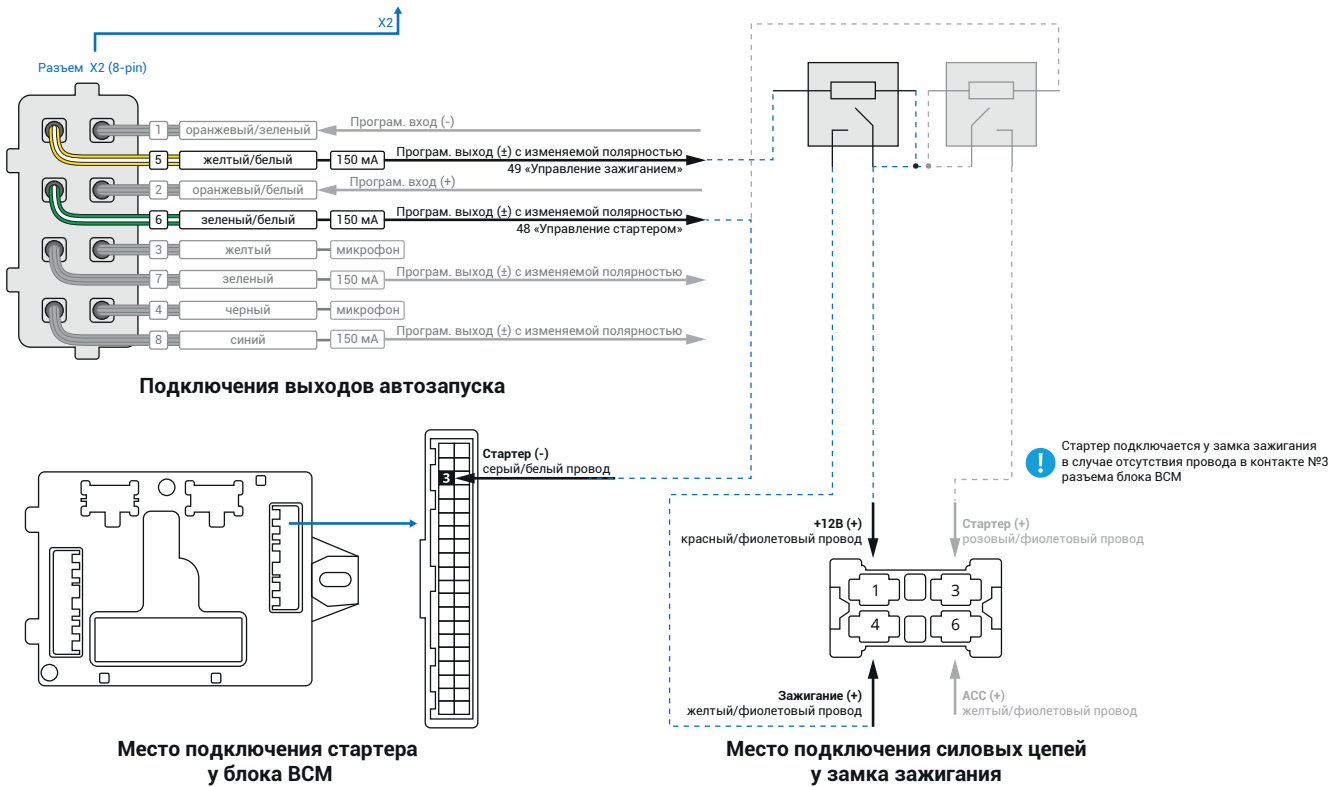 X2
Разъем X2 (8-pin)
1 оранжевый/зеленый Програм. вход (-)
5 желтый/белый 150 мА Програм. выход (±) с изменяемой полярностью
49 «Управление зажиганием»
2 оранжевый/белый Програм. вход (+)
6 зеленый/белый 150 мА Програм. выход (±) с изменяемой полярностью
48 «Управление стартером»
3 желтый микрофон
7 зеленый 150 мА Програм. выход (±) с изменяемой полярностью
4 черный микрофон
8 синий 150 мА Програм. выход (±) с изменяемой полярностью
Подключения выходов автозапуска
Стартер (-)
серый/белый провод
3
Стартер подключается у замка зажигания
в случае отсутствия провода в контакте №3
разъема блока BCM
!
+12В (+)
красный/фиолетовый провод
Стартер (+)
розовый/фиолетовый провод
1 3
4 6
Зажигание (+)
желтый/фиолетовый провод
ACC (+)
желтый/фиолетовый провод
Место подключения стартера
у блока BCM
Место подключения силовых цепей
у замка зажигания